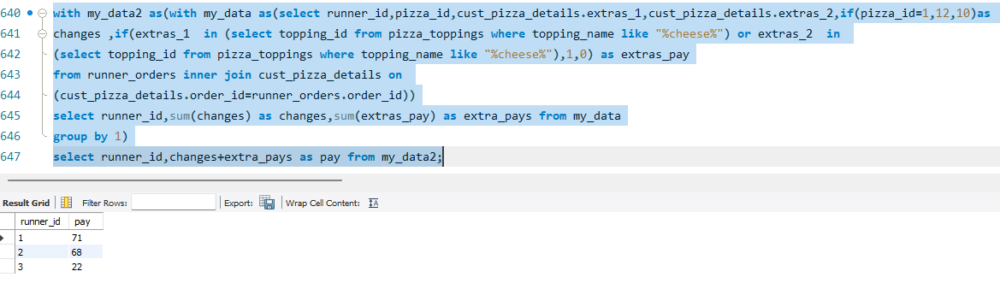 640 with my_data2 as(with my_data as(select runner_id,pizza_id,cust_pizza_details.extras_1,cust_pizza_details.extras_2,if(pizza_id=1,12,10)as
641 changes ,if(extras_1  in (select topping_id from pizza_toppings where topping_name like "%cheese%") or extras_2  in
642 (select topping_id from pizza_toppings where topping_name like "%cheese%"),1,0) as extras_pay
643 from runner_orders inner join cust_pizza_details on
644 (cust_pizza_details.order_id=runner_orders.order_id))
645 select runner_id,sum(changes) as changes,sum(extras_pay) as extra_pays from my_data
646 group by 1)
647 select runner_id,changes+extra_pays as pay from my_data2;
Result Grid Filter Rows: Export: Wrap Cell Content: IA
runner_id pay
1 71
2 68
3 22